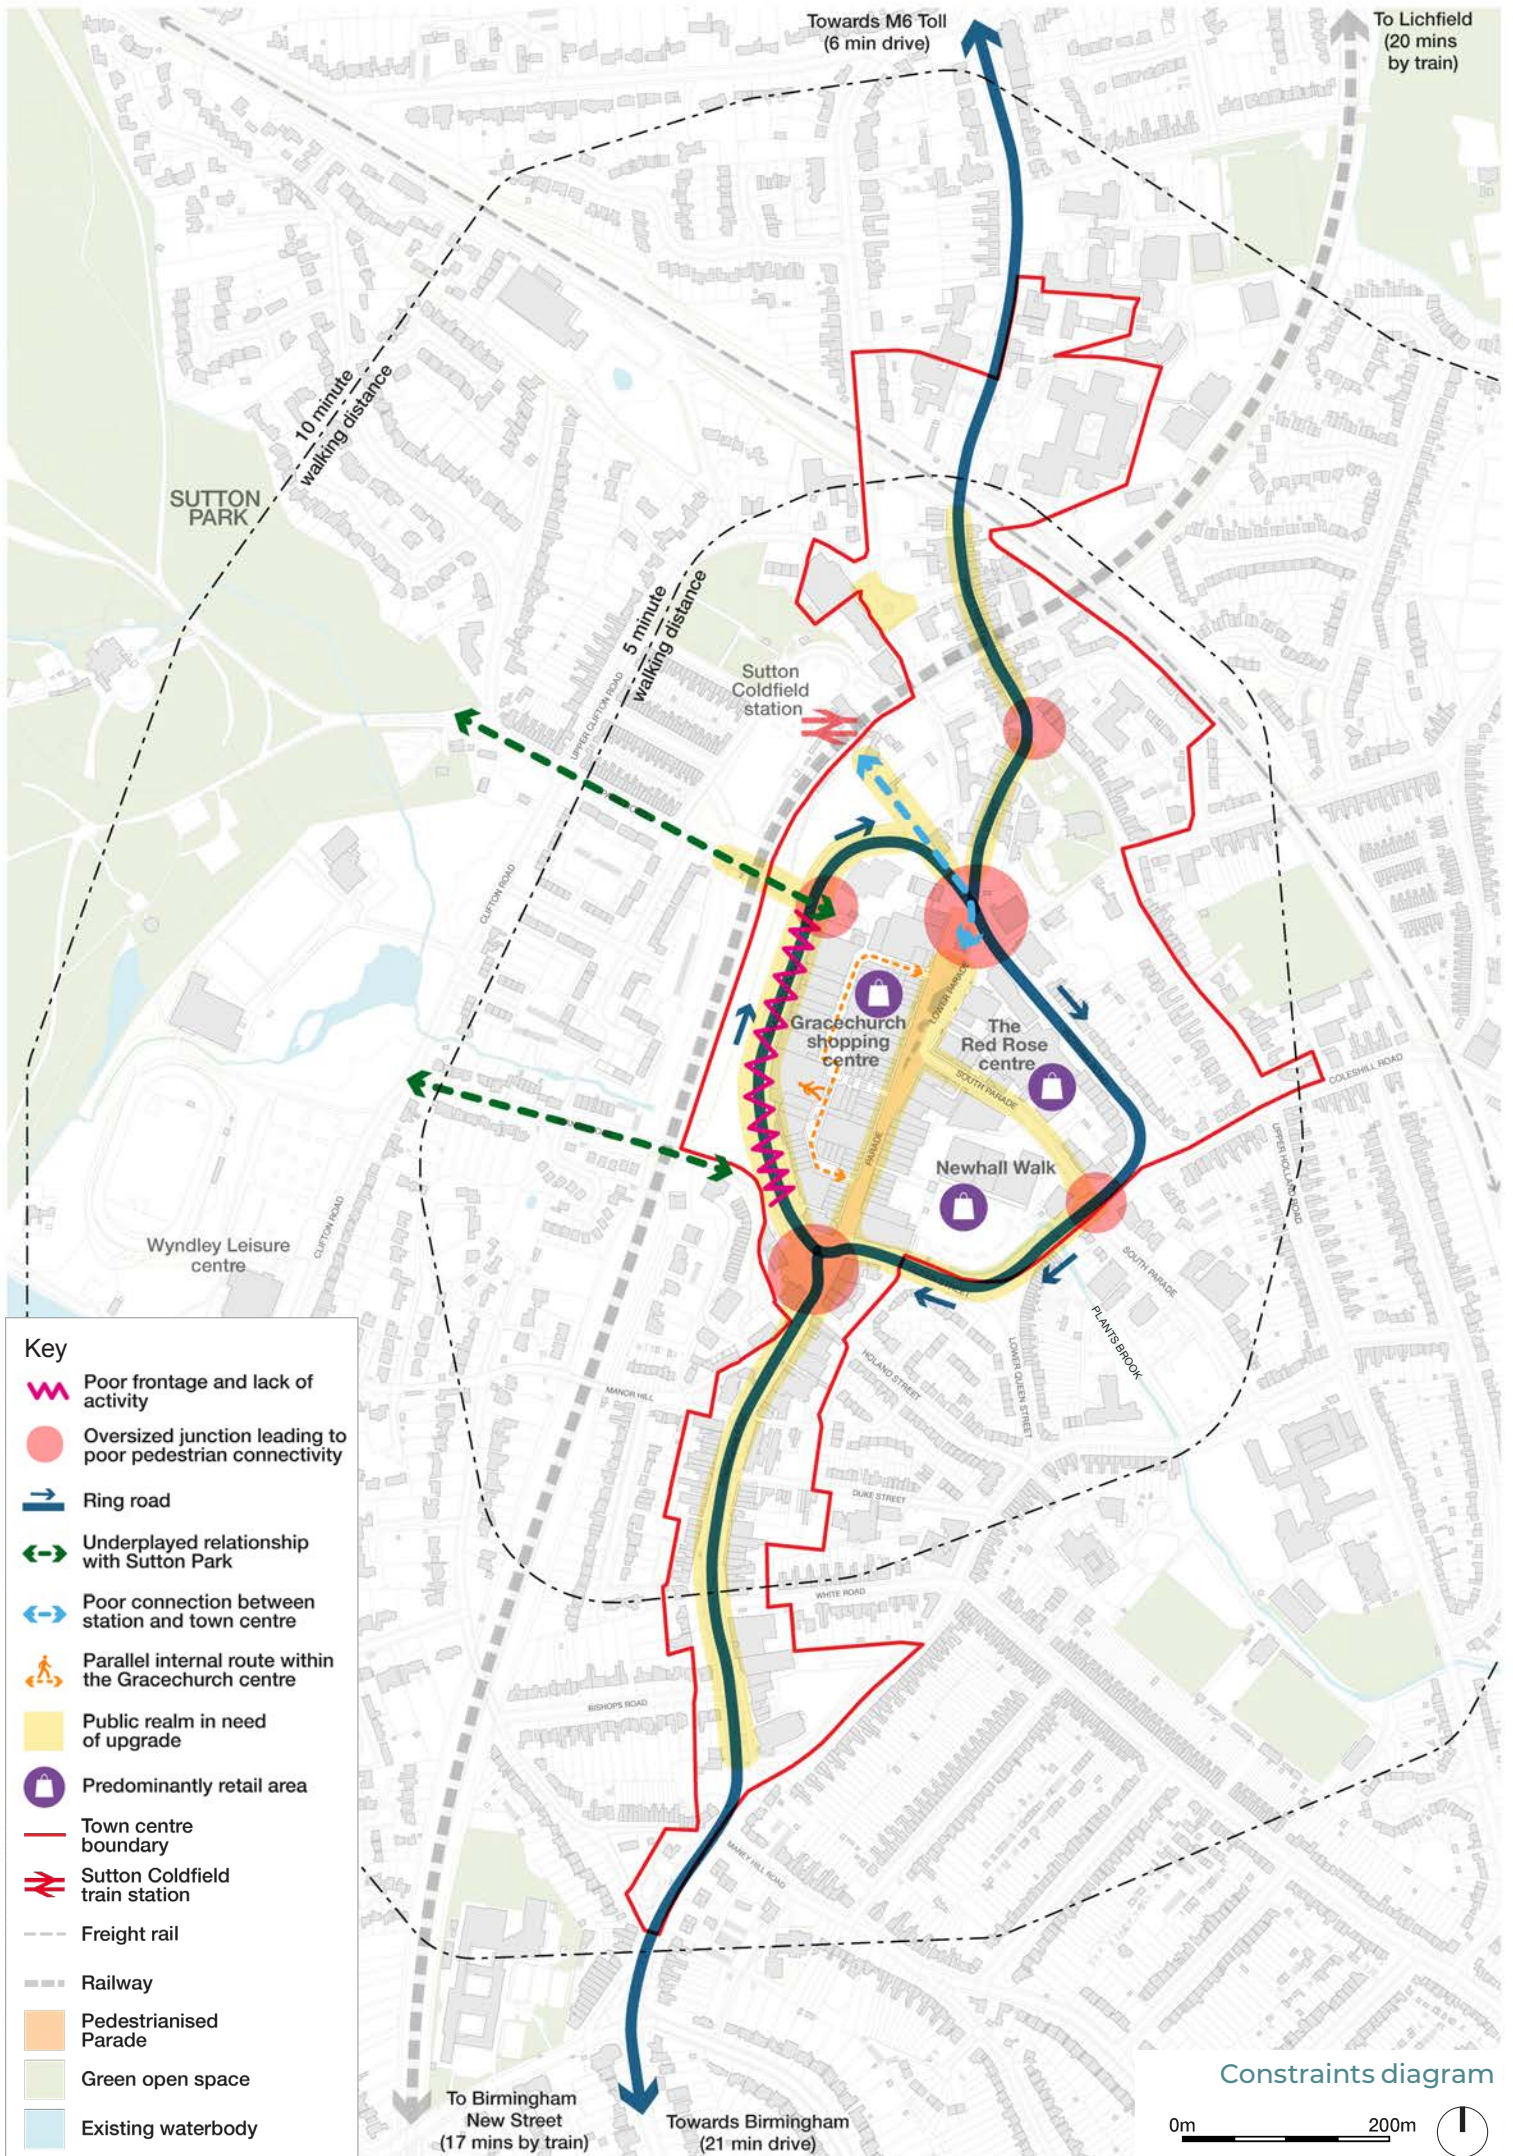 Towards M6 Toll
(6 min drive)
To Lichfield
(20 mins
by train)
10 minute
walking distance
SUTTON
PARK
5 minute
walking distance
UPPER CLIFTON ROAD
Sutton
Coldfield
station
CLIFTON ROAD
LOWER PARADE
Gracechurch
shopping
centre
The
Red Rose
centre
SOUTH PARADE
COLESHILL ROAD
PARADE
Newhall Walk
UPPER HOLLAND ROAD
Wyndley Leisure
centre
CLIFTON ROAD
SOUTH PARADE
PLANTS BROOK
HOLAND STREET
LOWER QUEEN STREET
MANOR HILL
DUKE STREET
WHITE ROAD
BISHOPS ROAD
MANEY HILL ROAD
Key
Poor frontage and lack of
activity
Oversized junction leading to
poor pedestrian connectivity
Ring road
Underplayed relationship
with Sutton Park
Poor connection between
station and town centre
Parallel internal route within
the Gracechurch centre
Public realm in need
of upgrade
Predominantly retail area
Town centre
boundary
Sutton Coldfield
train station
Freight rail
Railway
Pedestrianised
Parade
Green open space
Existing waterbody
To Birmingham
New Street
(17 mins by train)
Towards Birmingham
(21 min drive)
Constraints diagram
0m
200m